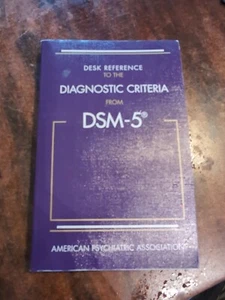 DESK REFERENCE
TO THE
DIAGNOSTIC CRITERIA
FROM
DSM-5®
AMERICAN PSYCHIATRIC ASSOCIATION